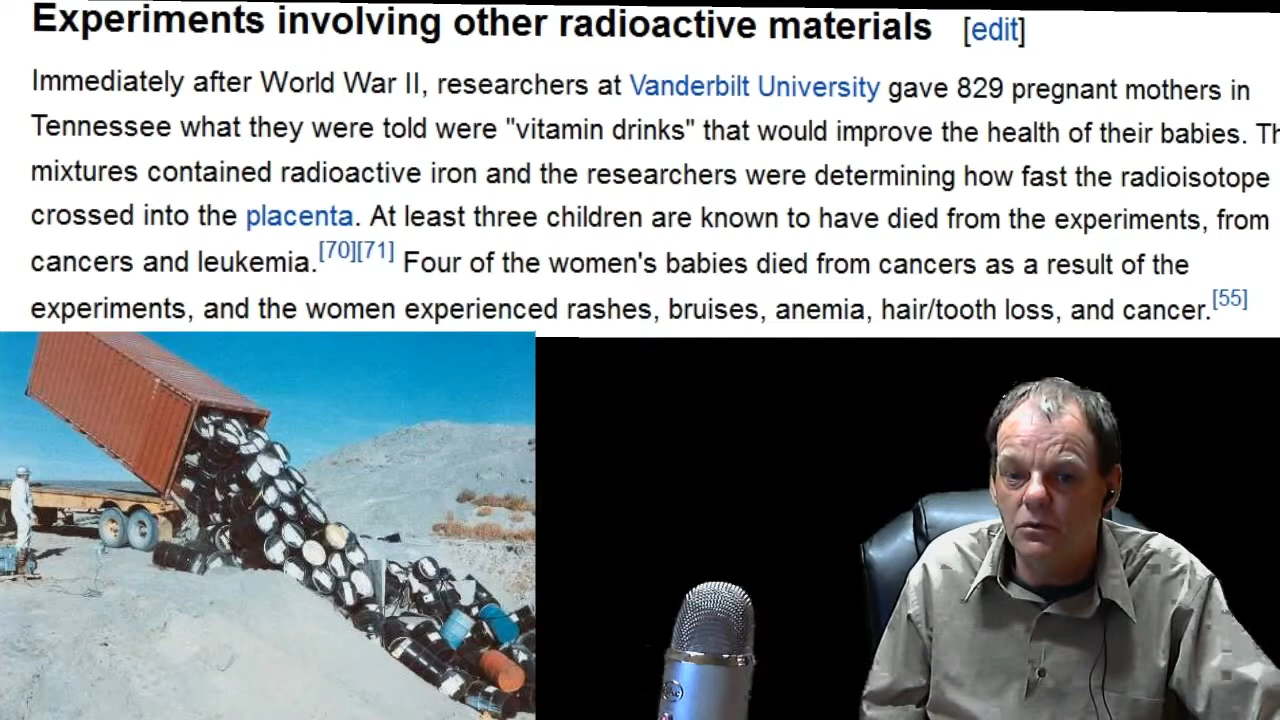 Experiments involving other radioactive materials [edit]
Immediately after World War II, researchers at Vanderbilt University gave 829 pregnant mothers in
Tennessee what they were told were "vitamin drinks" that would improve the health of their babies. Th
mixtures contained radioactive iron and the researchers were determining how fast the radioisotope
crossed into the placenta. At least three children are known to have died from the experiments, from
cancers and leukemia.[70][71] Four of the women's babies died from cancers as a result of the
experiments, and the women experienced rashes, bruises, anemia, hair/tooth loss, and cancer.[55]